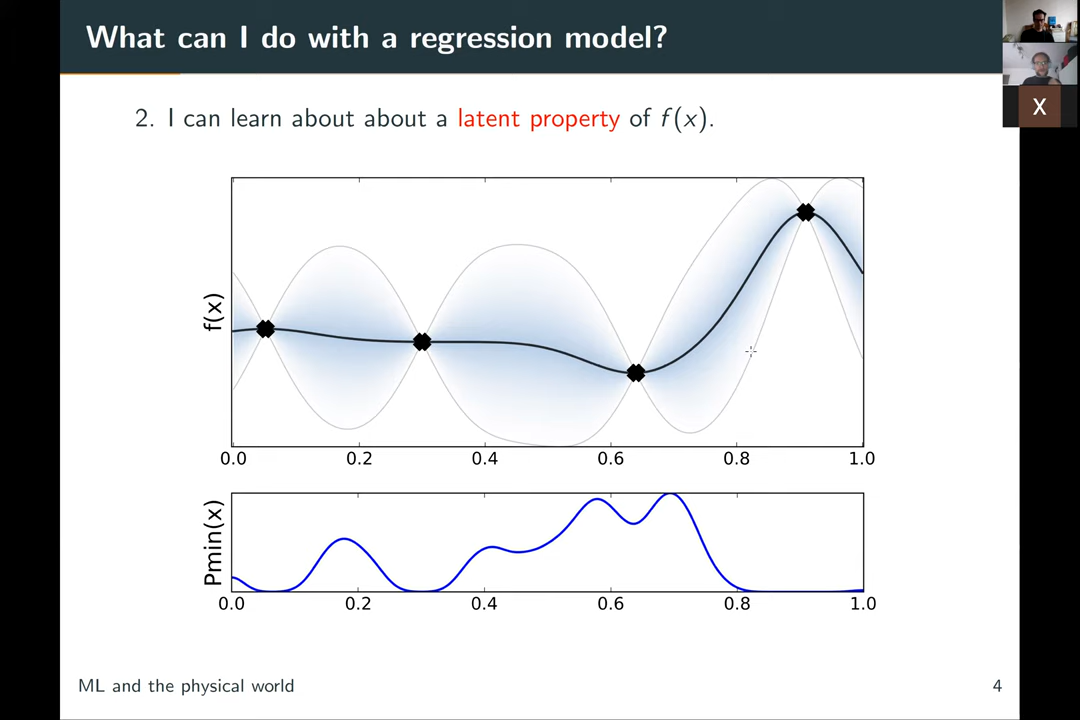 What can I do with a regression model?
X
2. I can learn about about a latent property of f(x).
f(x)
0.0 0.2 0.4 0.6 0.8 1.0
Pmin(x)
0.0 0.2 0.4 0.6 0.8 1.0
ML and the physical world
4